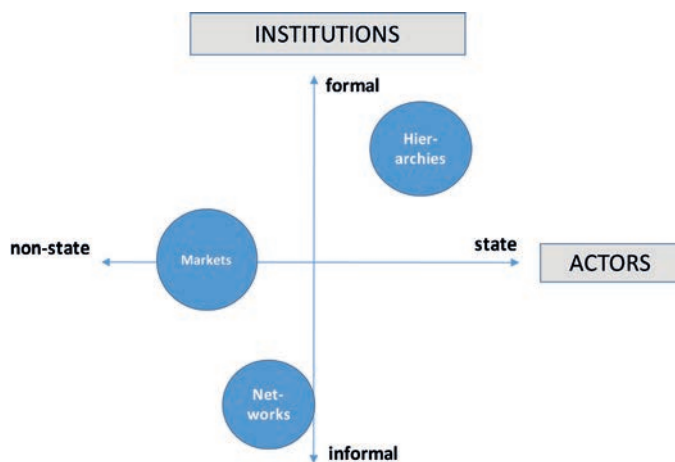 INSTITUTIONS
formal
Hier-
archies
non-state
Markets
state
ACTORS
Net-
works
informal